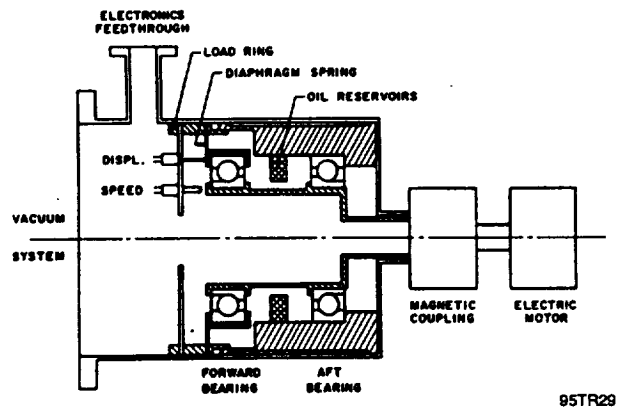 ELECTRONICS
FEEDTHROUGH
LOAD RING
DIAPHRAGM SPRING
OIL RESERVOIRS
DISPL.
SPEED
VACUUM
SYSTEM
MAGNETIC
COUPLING
ELECTRIC
MOTOR
FORWARD
BEARING
AFT
BEARING
95TR29